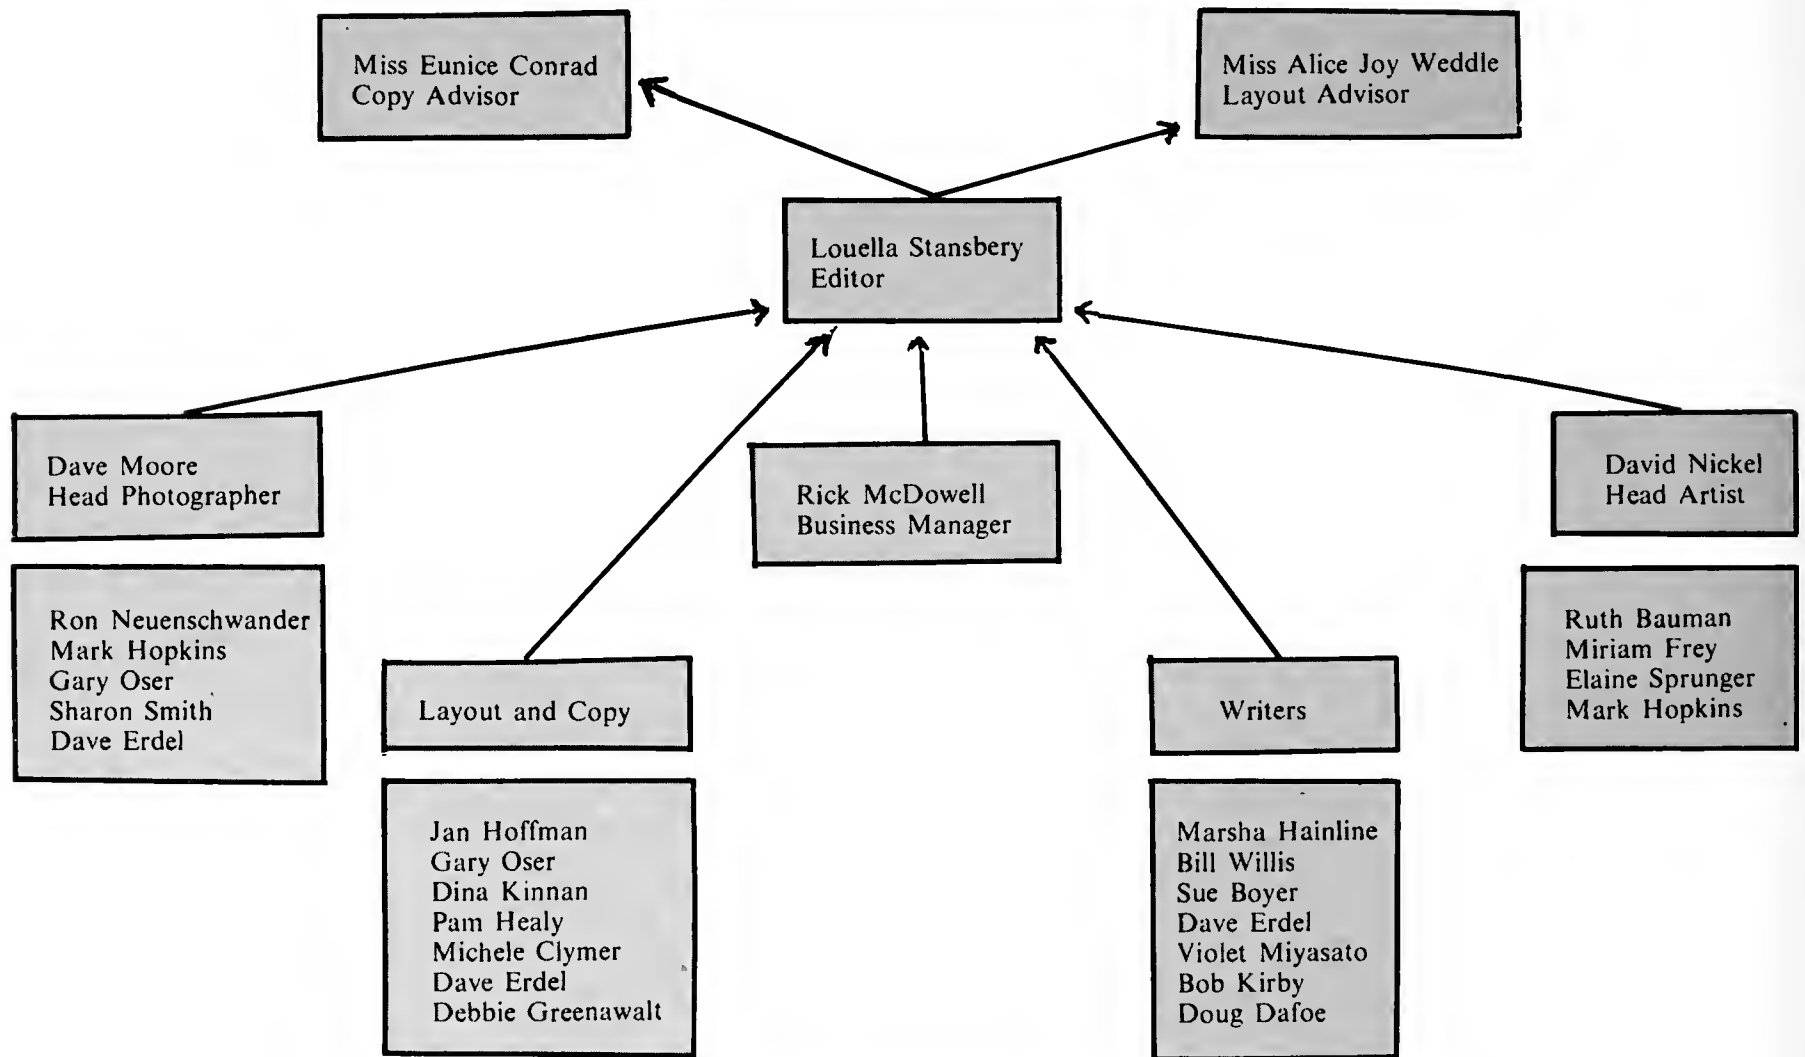 Miss Eunice Conrad
Copy Advisor
Miss Alice Joy Weddle
Layout Advisor
Louella Stansbery
Editor
Dave Moore
Head Photographer
Rick McDowell
Business Manager
David Nickel
Head Artist
Ron Neuenschwander
Mark Hopkins
Gary Oser
Sharon Smith
Dave Erdel
Layout and Copy
Writers
Ruth Bauman
Miriam Frey
Elaine Sprunger
Mark Hopkins
Jan Hoffman
Gary Oser
Dina Kinnan
Pam Healy
Michele Clymer
Dave Erdel
Debbie Greenawalt
Marsha Hainline
Bill Willis
Sue Boyer
Dave Erdel
Violet Miyasato
Bob Kirby
Doug Dafoe